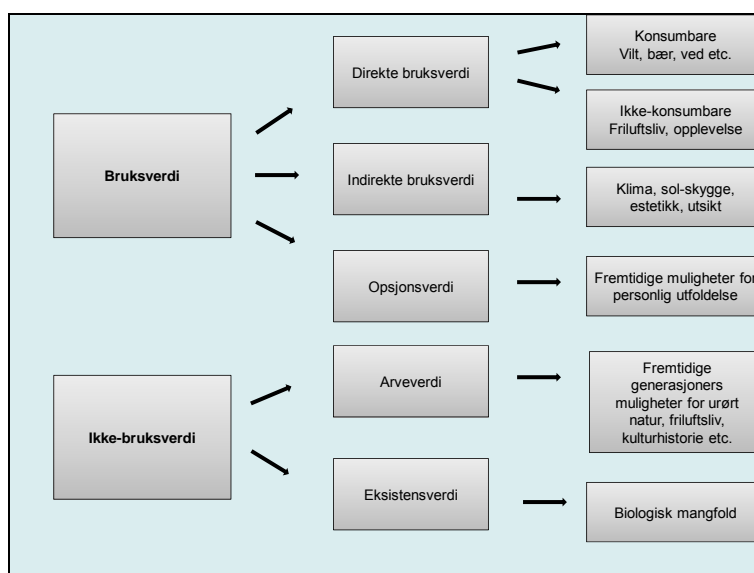 Bruksverdi
Direkte bruksverdi
Konsumbare
Vilt, bær, ved etc.
Ikke-konsumbare
Friluftsliv, opplevelse
Indirekte bruksverdi
Klima, sol-skygge,
estetikk, utsikt
Opsjonsverdi
Fremtidige muligheter for
personlig utfoldelse
Ikke-bruksverdi
Arveverdi
Fremtidige
generasjoners
muligheter for urørt
natur, friluftsliv,
kulturhistorie etc.
Eksistensverdi
Biologisk mangfold